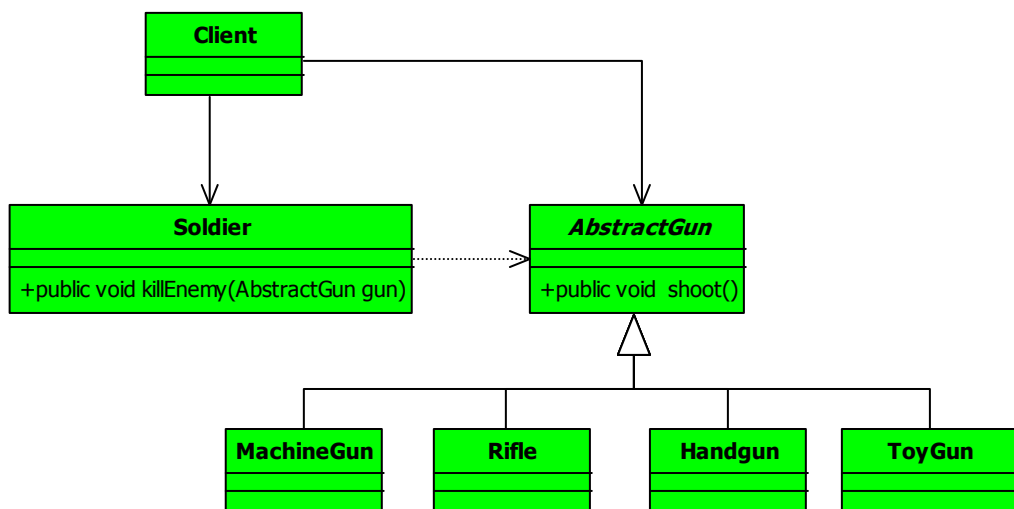 Client
Soldier
+public void killEnemy(AbstractGun gun)
AbstractGun
+public void shoot()
MachineGun
Rifle
Handgun
ToyGun